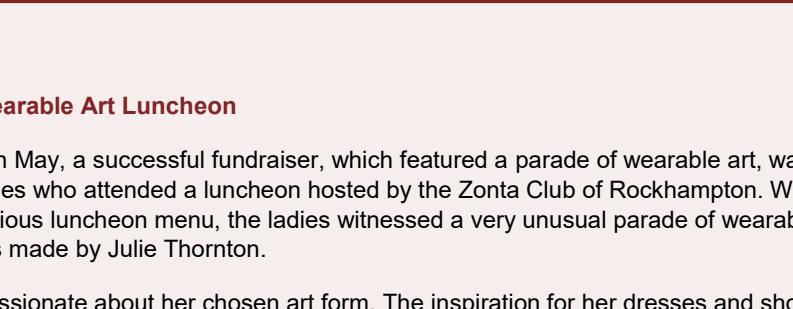 earable Art Luncheon
n May, a successful fundraiser, which featured a parade of wearable art, wa
es who attended a luncheon hosted by the Zonta Club of Rockhampton. W
ious luncheon menu, the ladies witnessed a very unusual parade of wearab
s made by Julie Thornton.
ssionate about her chosen art form. The inspiration for her dresses and sho